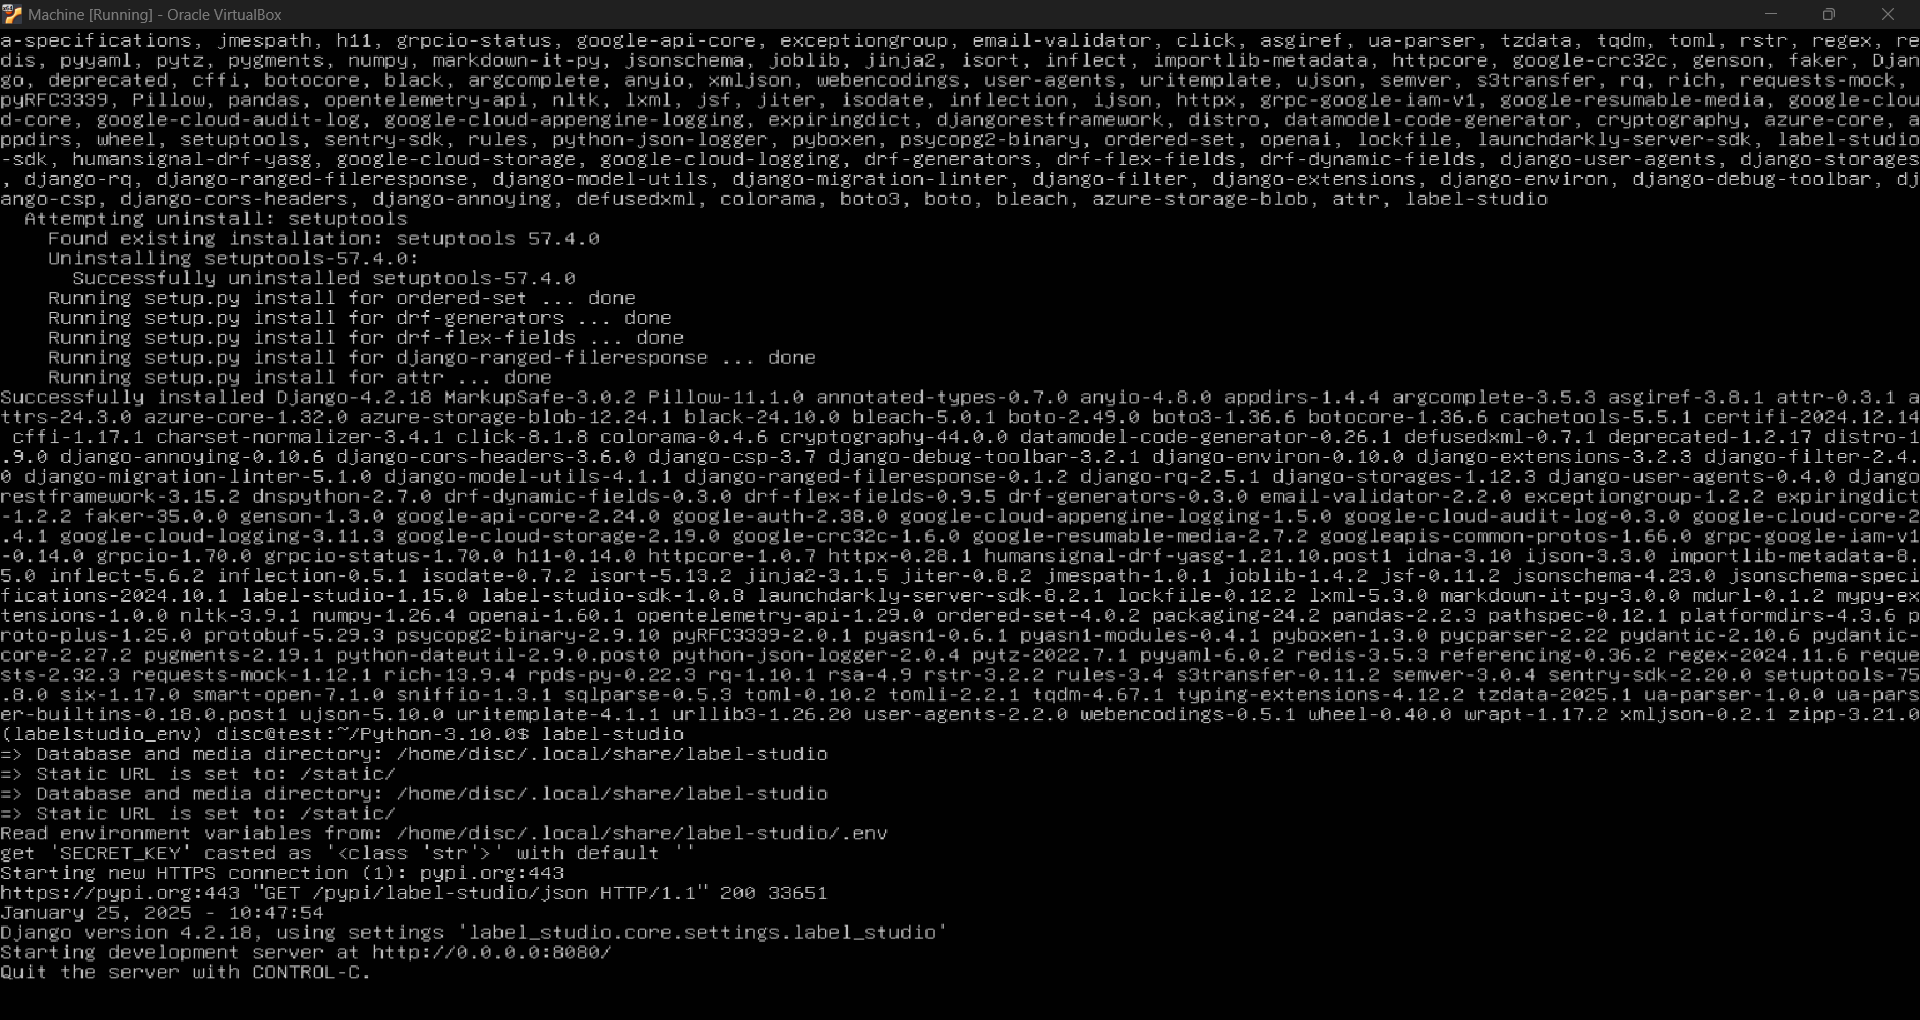 Machine [Running] - Oracle VirtualBox
a-specifications, jmespath, h11, grpcio-status, google-api-core, exceptiongroup, email-validator, click, asgiref, ua-parser, tzdata, tqdm, toml, rstr, regex, re
dis, pyyaml, pytz, pygments, numpy, markdown-it-py, jsonschema, joblib, jinja2, isort, inflect, importlib-metadata, httpcore, google-crc32c, genson, faker, Djan
go, deprecated, cffi, botocore, black, argcomplete, anyio, xmljson, webencodings, user-agents, uritemplate, ujson, semver, s3transfer, rq, rich, requests-mock,
pyRFC3339, Pillow, pandas, opentelemetry-api, nltk, lxml, jsf, jiter, isodate, inflection, ijson, httpx, grpc-google-iam-v1, google-resumable-media, google-clou
d-core, google-cloud-audit-log, google-cloud-appengine-logging, expiringdict, djangorestframework, distro, datamodel-code-generator, cryptography, azure-core, a
ppdirs, wheel, setuptools, sentry-sdk, rules, python-json-logger, pyboxen, psycopg2-binary, ordered-set, openai, lockfile, launchdarkly-server-sdk, label-studio
-sdk, humansignal-drf-yasg, google-cloud-storage, google-cloud-logging, drf-generators, drf-flex-fields, drf-dynamic-fields, django-user-agents, django-storages
, django-rq, django-ranged-fileresponse, django-model-utils, django-migration-linter, django-filter, django-extensions, django-environ, django-debug-toolbar, dj
ango-csp, django-cors-headers, django-annoying, defusedxml, colorama, boto3, boto, bleach, azure-storage-blob, attr, label-studio
  Attempting uninstall: setuptools
    Found existing installation: setuptools 57.4.0
    Uninstalling setuptools-57.4.0:
      Successfully uninstalled setuptools-57.4.0
    Running setup.py install for ordered-set ... done
    Running setup.py install for drf-generators ... done
    Running setup.py install for drf-flex-fields ... done
    Running setup.py install for django-ranged-fileresponse ... done
    Running setup.py install for attr ... done
Successfully installed Django-4.2.18 MarkupSafe-3.0.2 Pillow-11.1.0 annotated-types-0.7.0 anyio-4.8.0 appdirs-1.4.4 argcomplete-3.5.3 asgiref-3.8.1 attr-0.3.1 a
ttrs-24.3.0 azure-core-1.32.0 azure-storage-blob-12.24.1 black-24.10.0 bleach-5.0.1 boto-2.49.0 boto3-1.36.6 botocore-1.36.6 cachetools-5.5.1 certifi-2024.12.14
 cffi-1.17.1 charset-normalizer-3.4.1 click-8.1.8 colorama-0.4.6 cryptography-44.0.0 datamodel-code-generator-0.26.1 defusedxml-0.7.1 deprecated-1.2.17 distro-1
.9.0 django-annoying-0.10.6 django-cors-headers-3.6.0 django-csp-3.7 django-debug-toolbar-3.2.1 django-environ-0.10.0 django-extensions-3.2.3 django-filter-2.4.
0 django-migration-linter-5.1.0 django-model-utils-4.1.1 django-ranged-fileresponse-0.1.2 django-rq-2.5.1 django-storages-1.12.3 django-user-agents-0.4.0 django
restframework-3.15.2 dnspython-2.7.0 drf-dynamic-fields-0.3.0 drf-flex-fields-0.9.5 drf-generators-0.3.0 email-validator-2.2.0 exceptiongroup-1.2.2 expiringdict
-1.2.2 faker-35.0.0 genson-1.3.0 google-api-core-2.24.0 google-auth-2.38.0 google-cloud-appengine-logging-1.5.0 google-cloud-audit-log-0.3.0 google-cloud-core-2
.4.1 google-cloud-logging-3.11.3 google-cloud-storage-2.19.0 google-crc32c-1.6.0 google-resumable-media-2.7.2 googleapis-common-protos-1.66.0 grpc-google-iam-v1
-0.14.0 grpcio-1.70.0 grpcio-status-1.70.0 h11-0.14.0 httpcore-1.0.7 httpx-0.28.1 humansignal-drf-yasg-1.21.10.post1 idna-3.10 ijson-3.3.0 importlib-metadata-8.
5.0 inflect-5.6.2 inflection-0.5.1 isodate-0.7.2 isort-5.13.2 jinja2-3.1.5 jiter-0.8.2 jmespath-1.0.1 joblib-1.4.2 jsf-0.11.2 jsonschema-4.23.0 jsonschema-speci
fications-2024.10.1 label-studio-1.15.0 label-studio-sdk-1.0.8 launchdarkly-server-sdk-8.2.1 lockfile-0.12.2 lxml-5.3.0 markdown-it-py-3.0.0 mdurl-0.1.2 mypy-ex
tensions-1.0.0 nltk-3.9.1 numpy-1.26.4 openai-1.60.1 opentelemetry-api-1.29.0 ordered-set-4.0.2 packaging-24.2 pandas-2.2.3 pathspec-0.12.1 platformdirs-4.3.6 p
roto-plus-1.25.0 protobuf-5.29.3 psycopg2-binary-2.9.10 pyRFC3339-2.0.1 pyasn1-0.6.1 pyasn1-modules-0.4.1 pyboxen-1.3.0 pycparser-2.22 pydantic-2.10.6 pydantic-
core-2.27.2 pygments-2.19.1 python-dateutil-2.9.0.post0 python-json-logger-2.0.4 pytz-2022.7.1 pyyaml-6.0.2 redis-3.5.3 referencing-0.36.2 regex-2024.11.6 reque
sts-2.32.3 requests-mock-1.12.1 rich-13.9.4 rpds-py-0.22.3 rq-1.10.1 rsa-4.9 rstr-3.2.2 rules-3.4 s3transfer-0.11.2 semver-3.0.4 sentry-sdk-2.20.0 setuptools-75
.8.0 six-1.17.0 smart-open-7.1.0 sniffio-1.3.1 sqlparse-0.5.3 toml-0.10.2 tomli-2.2.1 tqdm-4.67.1 typing-extensions-4.12.2 tzdata-2025.1 ua-parser-1.0.0 ua-pars
er-builtins-0.18.0.post1 ujson-5.10.0 uritemplate-4.1.1 urllib3-1.26.20 user-agents-2.2.0 webencodings-0.5.1 wheel-0.40.0 wrapt-1.17.2 xmljson-0.2.1 zipp-3.21.0
(labelstudio_env) disc@test:~/Python-3.10.0$ label-studio
=> Database and media directory: /home/disc/.local/share/label-studio
=> Static URL is set to: /static/
=> Database and media directory: /home/disc/.local/share/label-studio
=> Static URL is set to: /static/
Read environment variables from: /home/disc/.local/share/label-studio/.env
get 'SECRET_KEY' casted as '<class 'str'>' with default ''
Starting new HTTPS connection (1): pypi.org:443
https://pypi.org:443 "GET /pypi/label-studio/json HTTP/1.1" 200 33651
January 25, 2025 - 10:47:54
Django version 4.2.18, using settings 'label_studio.core.settings.label_studio'
Starting development server at http://0.0.0.0:8080/
Quit the server with CONTROL-C.